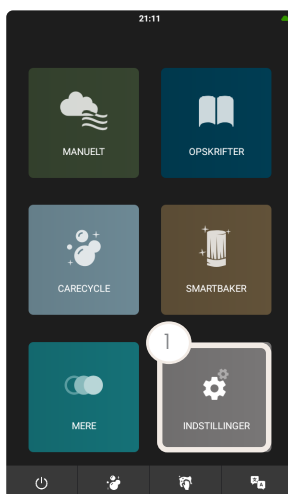 21:11
MANUELT
OPSKRIFTER
CARECYCLE
SMARTBAKER
1
MERE
INDSTILLINGER